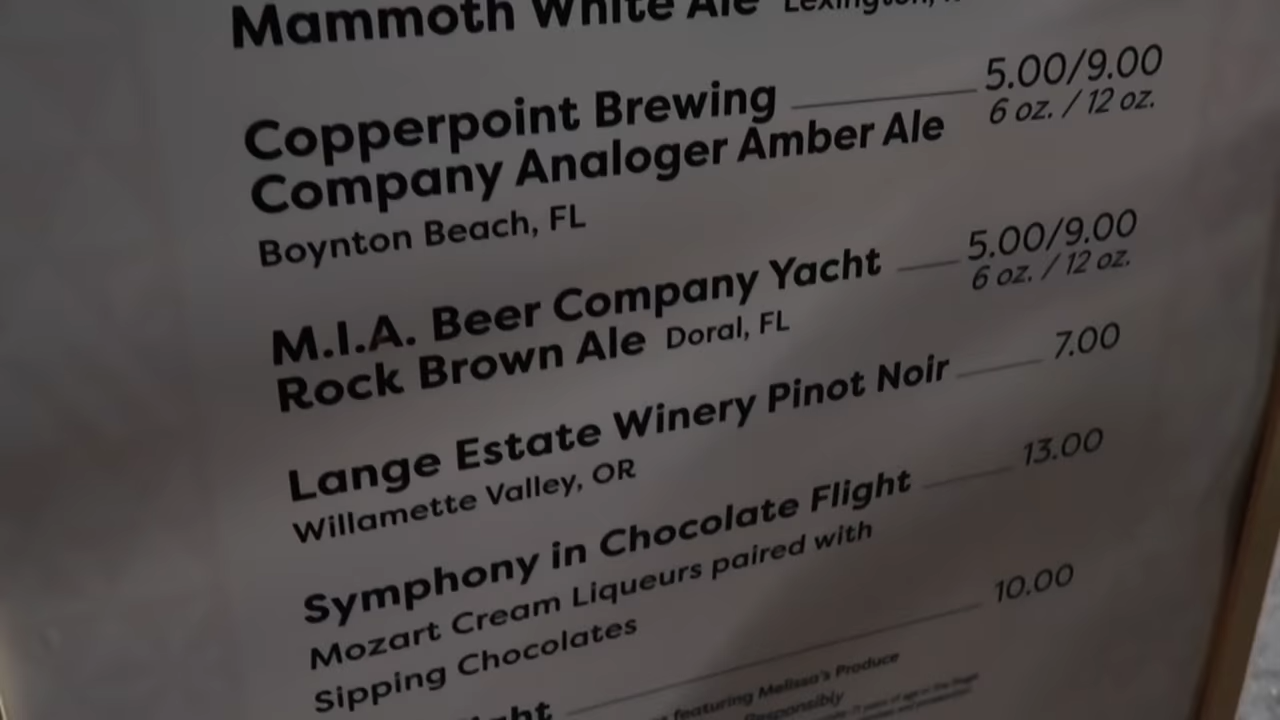 Mammoth White Ale Lexington,
Copperpoint Brewing 5.00/9.00
Company Analoger Amber Ale 6 oz. / 12 oz.
Boynton Beach, FL
M.I.A. Beer Company Yacht 5.00/9.00
Rock Brown Ale Doral, FL 6 oz. / 12 oz.
Lange Estate Winery Pinot Noir 7.00
Willamette Valley, OR
Symphony in Chocolate Flight 13.00
Mozart Cream Liqueurs paired with
Sipping Chocolates
10.00
featuring Melissa's Produce
Responsibly